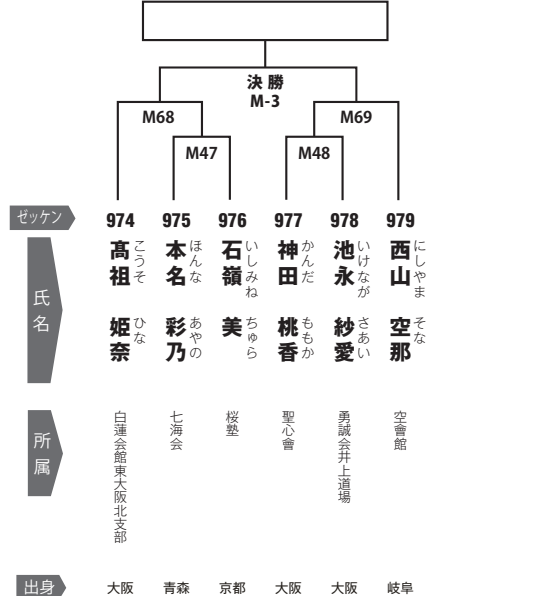 決 勝
M-3
M68
M69
M47
M48
ゼッケン
974
975
976
977
978
979
氏名
髙祖 姫奈
こうそ ひな
本名 彩乃
ほんな あやの
石嶺 美
いしみね ちゅら
神田 桃香
かんだ ももか
池永 紗愛
いけなが さあい
西山 空那
にしやま そな
所属
白蓮会館東大阪北支部
七海会
桜塾
聖心會
勇誠会井上道場
空會館
出身
大阪
青森
京都
大阪
大阪
岐阜